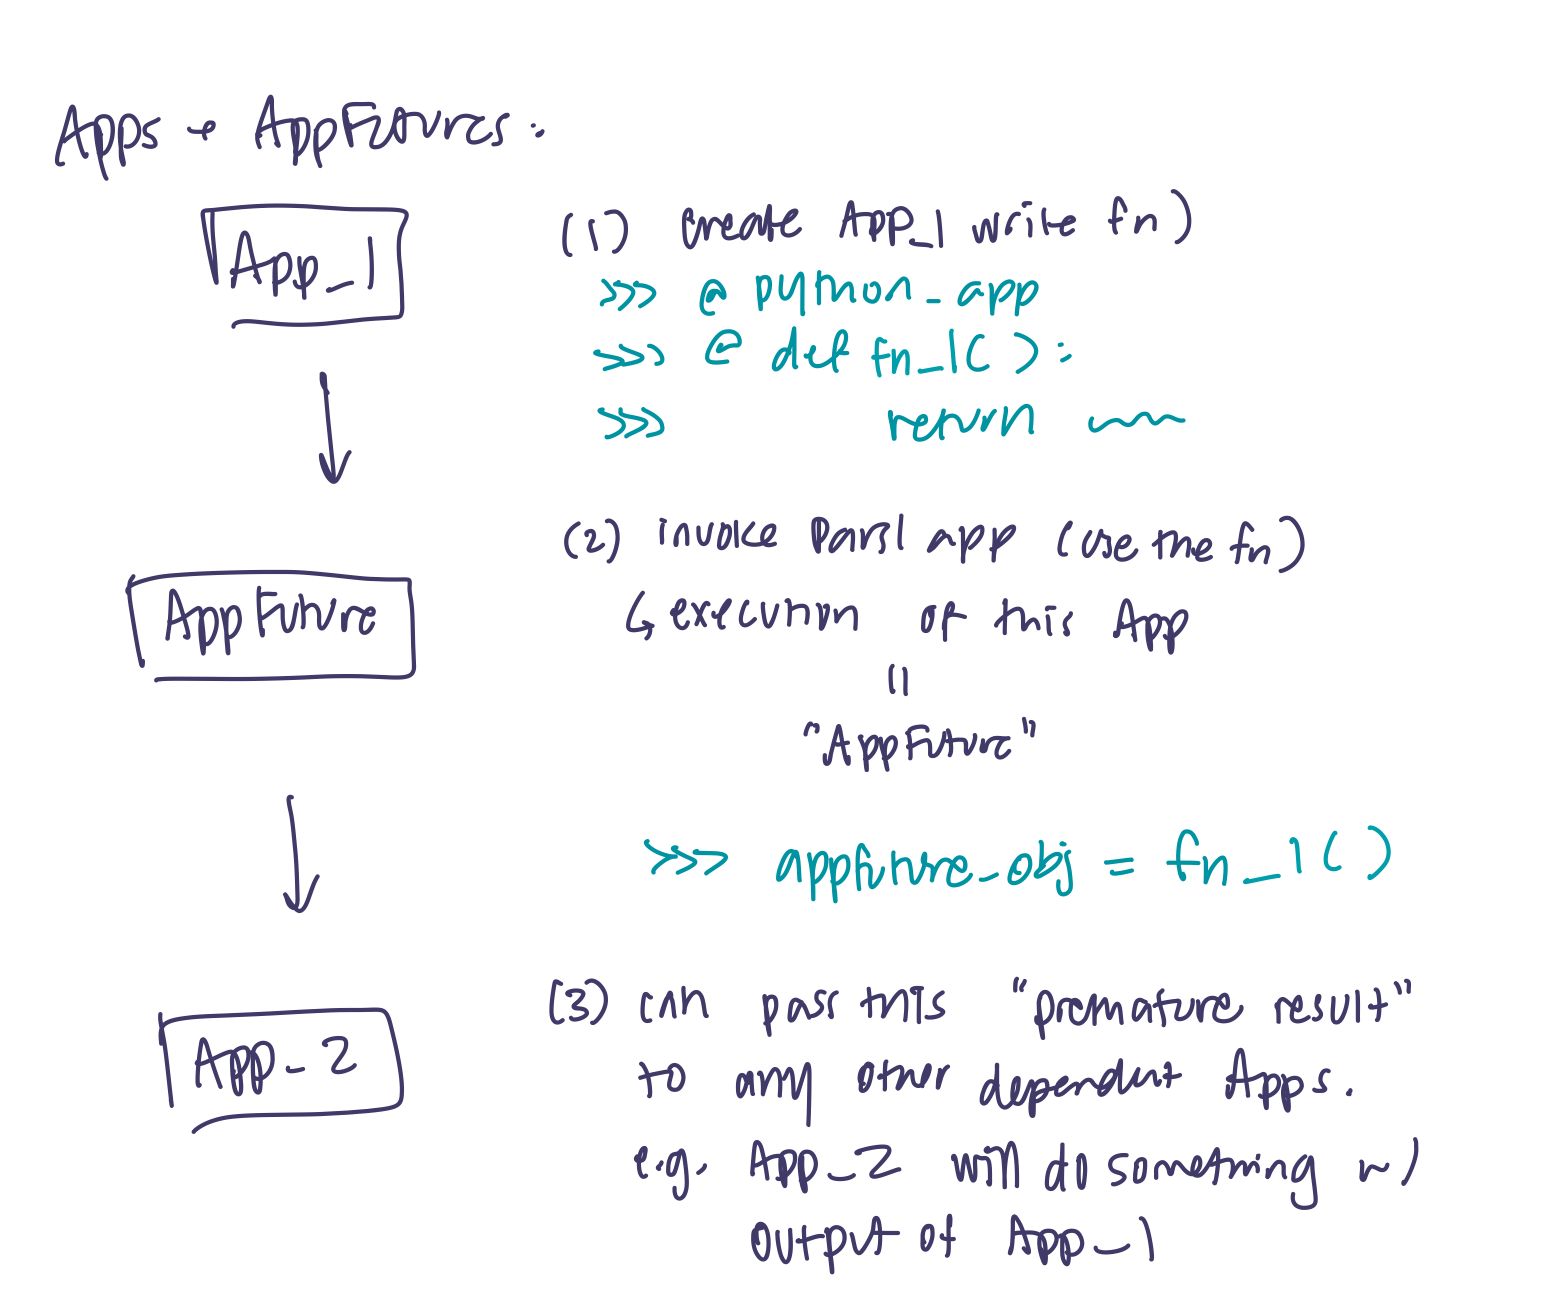 Apps → AppFutures:
App_1
(1) create App_1 write fn)
>>> @python_app
>>> @ def fn_1( ):
>>> return
AppFuture
(2) invoke Parsl app (use the fn)
↳ execution of this App
||
"AppFuture"
>>> appfuture_obj = fn_1()
App_2
(3) can pass this "premature result"
to any other dependent Apps.
e.g. App_2 will do something w/
output of App_1